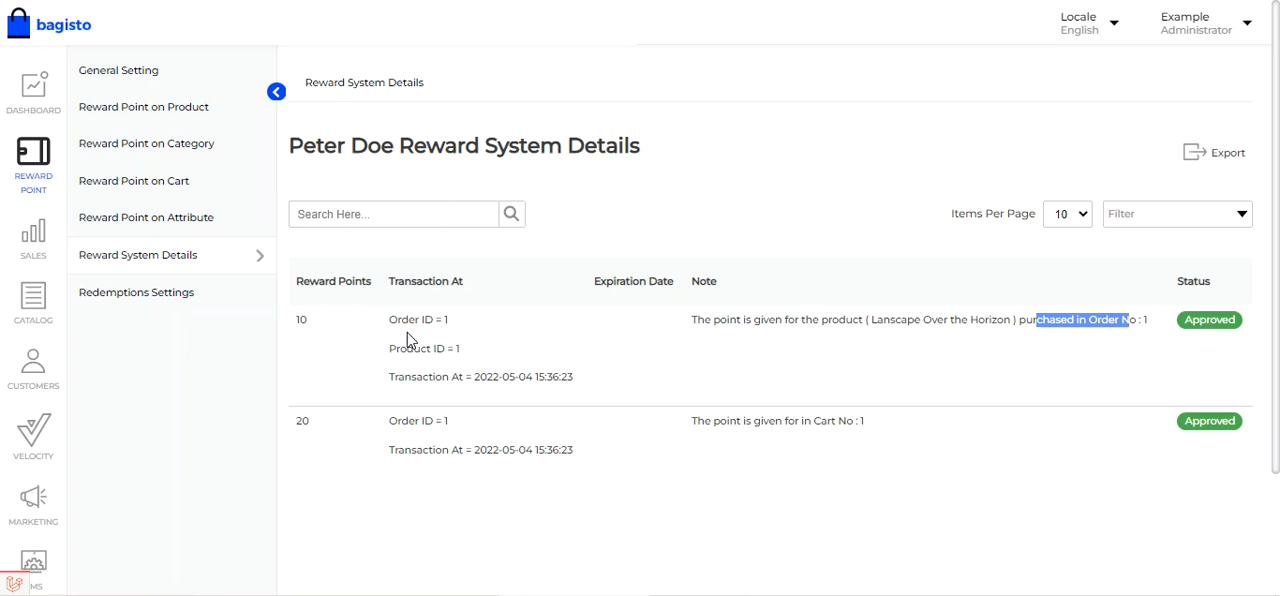 bagisto
Locale
English
Example
Administrator
DASHBOARD
REWARD
POINT
SALES
CATALOG
CUSTOMERS
VELOCITY
MARKETING
MS
General Setting
Reward Point on Product
Reward Point on Category
Reward Point on Cart
Reward Point on Attribute
Reward System Details
Redemptions Settings
Reward System Details
Peter Doe Reward System Details
Export
Search Here...
Items Per Page 10 Filter
Reward Points Transaction At Expiration Date Note Status
10 Order ID = 1 The point is given for the product ( Lanscape Over the Horizon ) purchased in Order No : 1 Approved
Product ID = 1
Transaction At = 2022-05-04 15:36:23
20 Order ID = 1 The point is given for in Cart No : 1 Approved
Transaction At = 2022-05-04 15:36:23